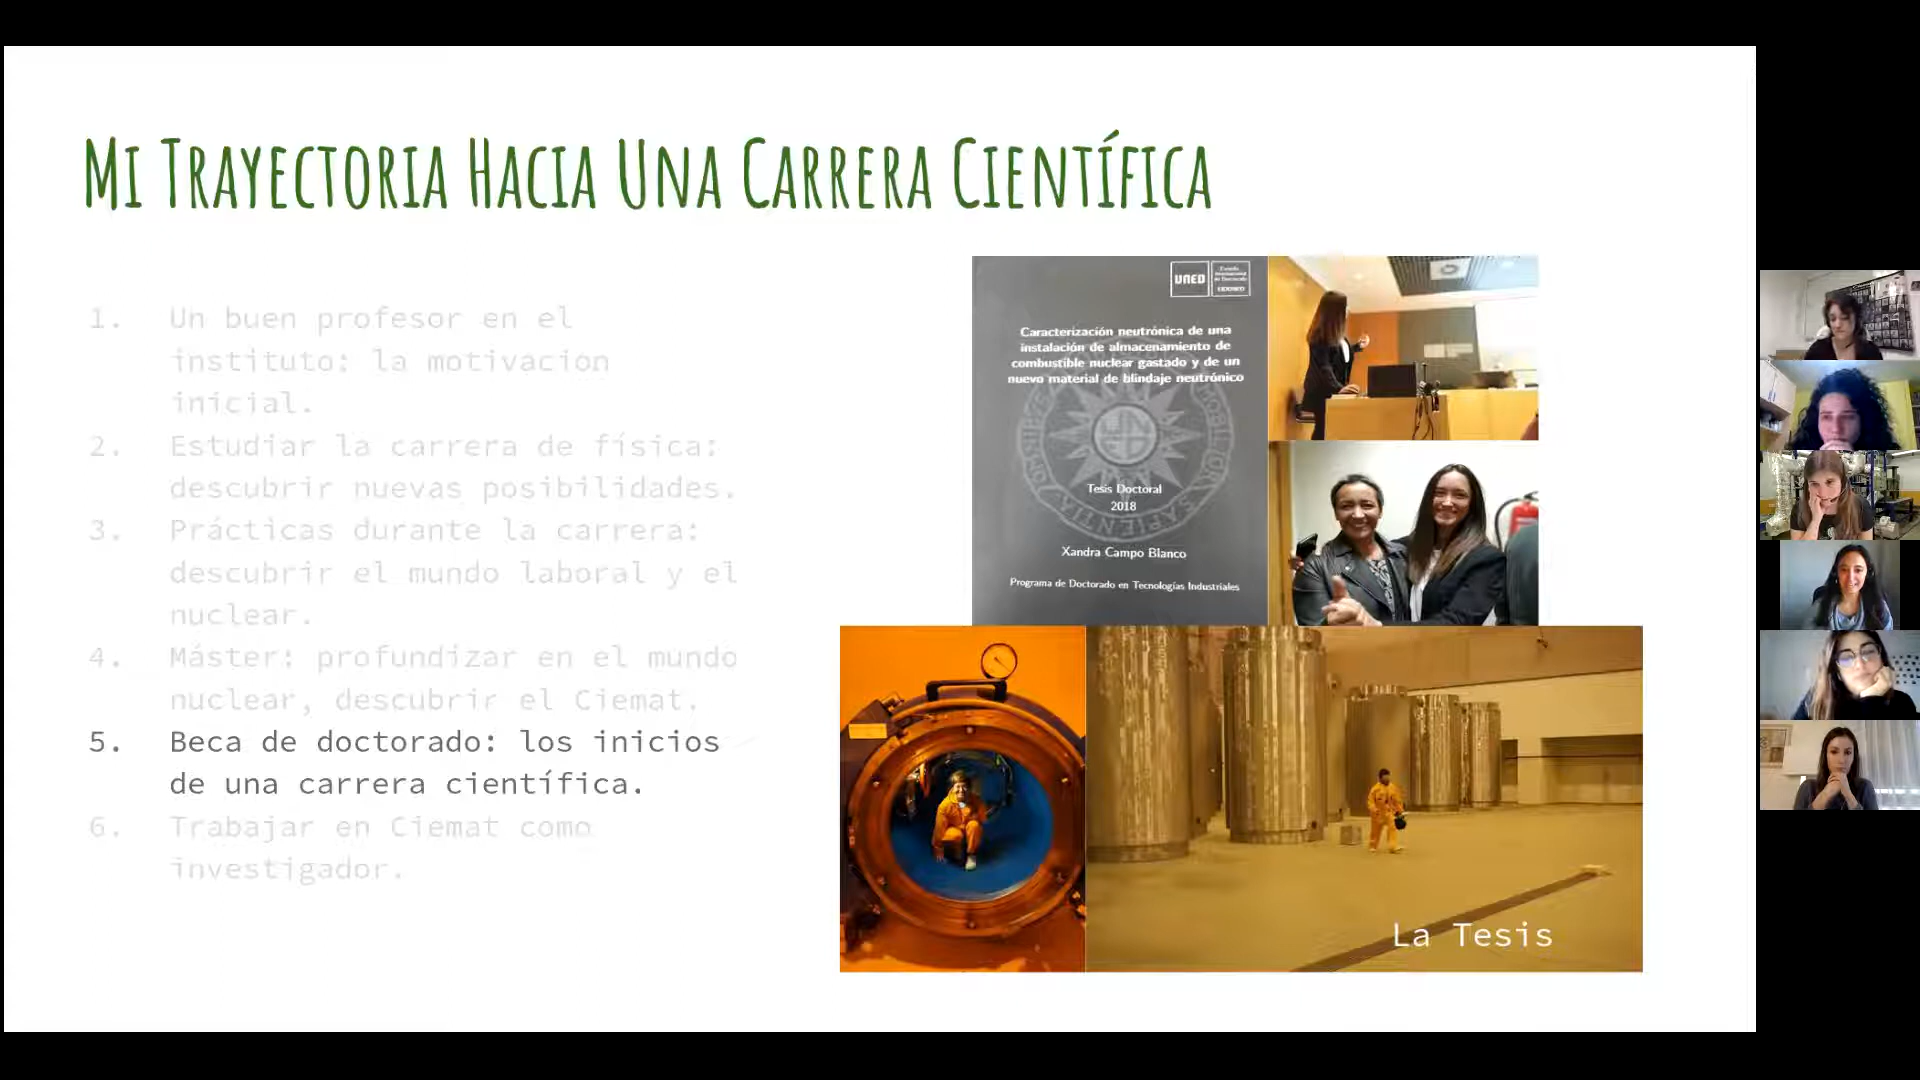 Mi Trayectoria Hacia Una Carrera Científica
1. Un buen profesor en el
instituto: la motivacion
inicial.
2. Estudiar la carrera de física:
descubrir nuevas posibilidades.
3. Prácticas durante la carrera:
descubrir el mundo laboral y el
nuclear.
4. Máster: profundizar en el mundo
nuclear, descubrir el Ciemat.
5. Beca de doctorado: los inicios
de una carrera científica.
6. Trabajar en Ciemat como
investigador.
UNED
Caracterización neutrónica de una
instalación de almacenamiento de
combustible nuclear gastado y de un
nuevo material de blindaje neutrónico
Tesis Doctoral
2018
Xandra Campo Blanco
Programa de Doctorado en Tecnologías Industriales
La Tesis